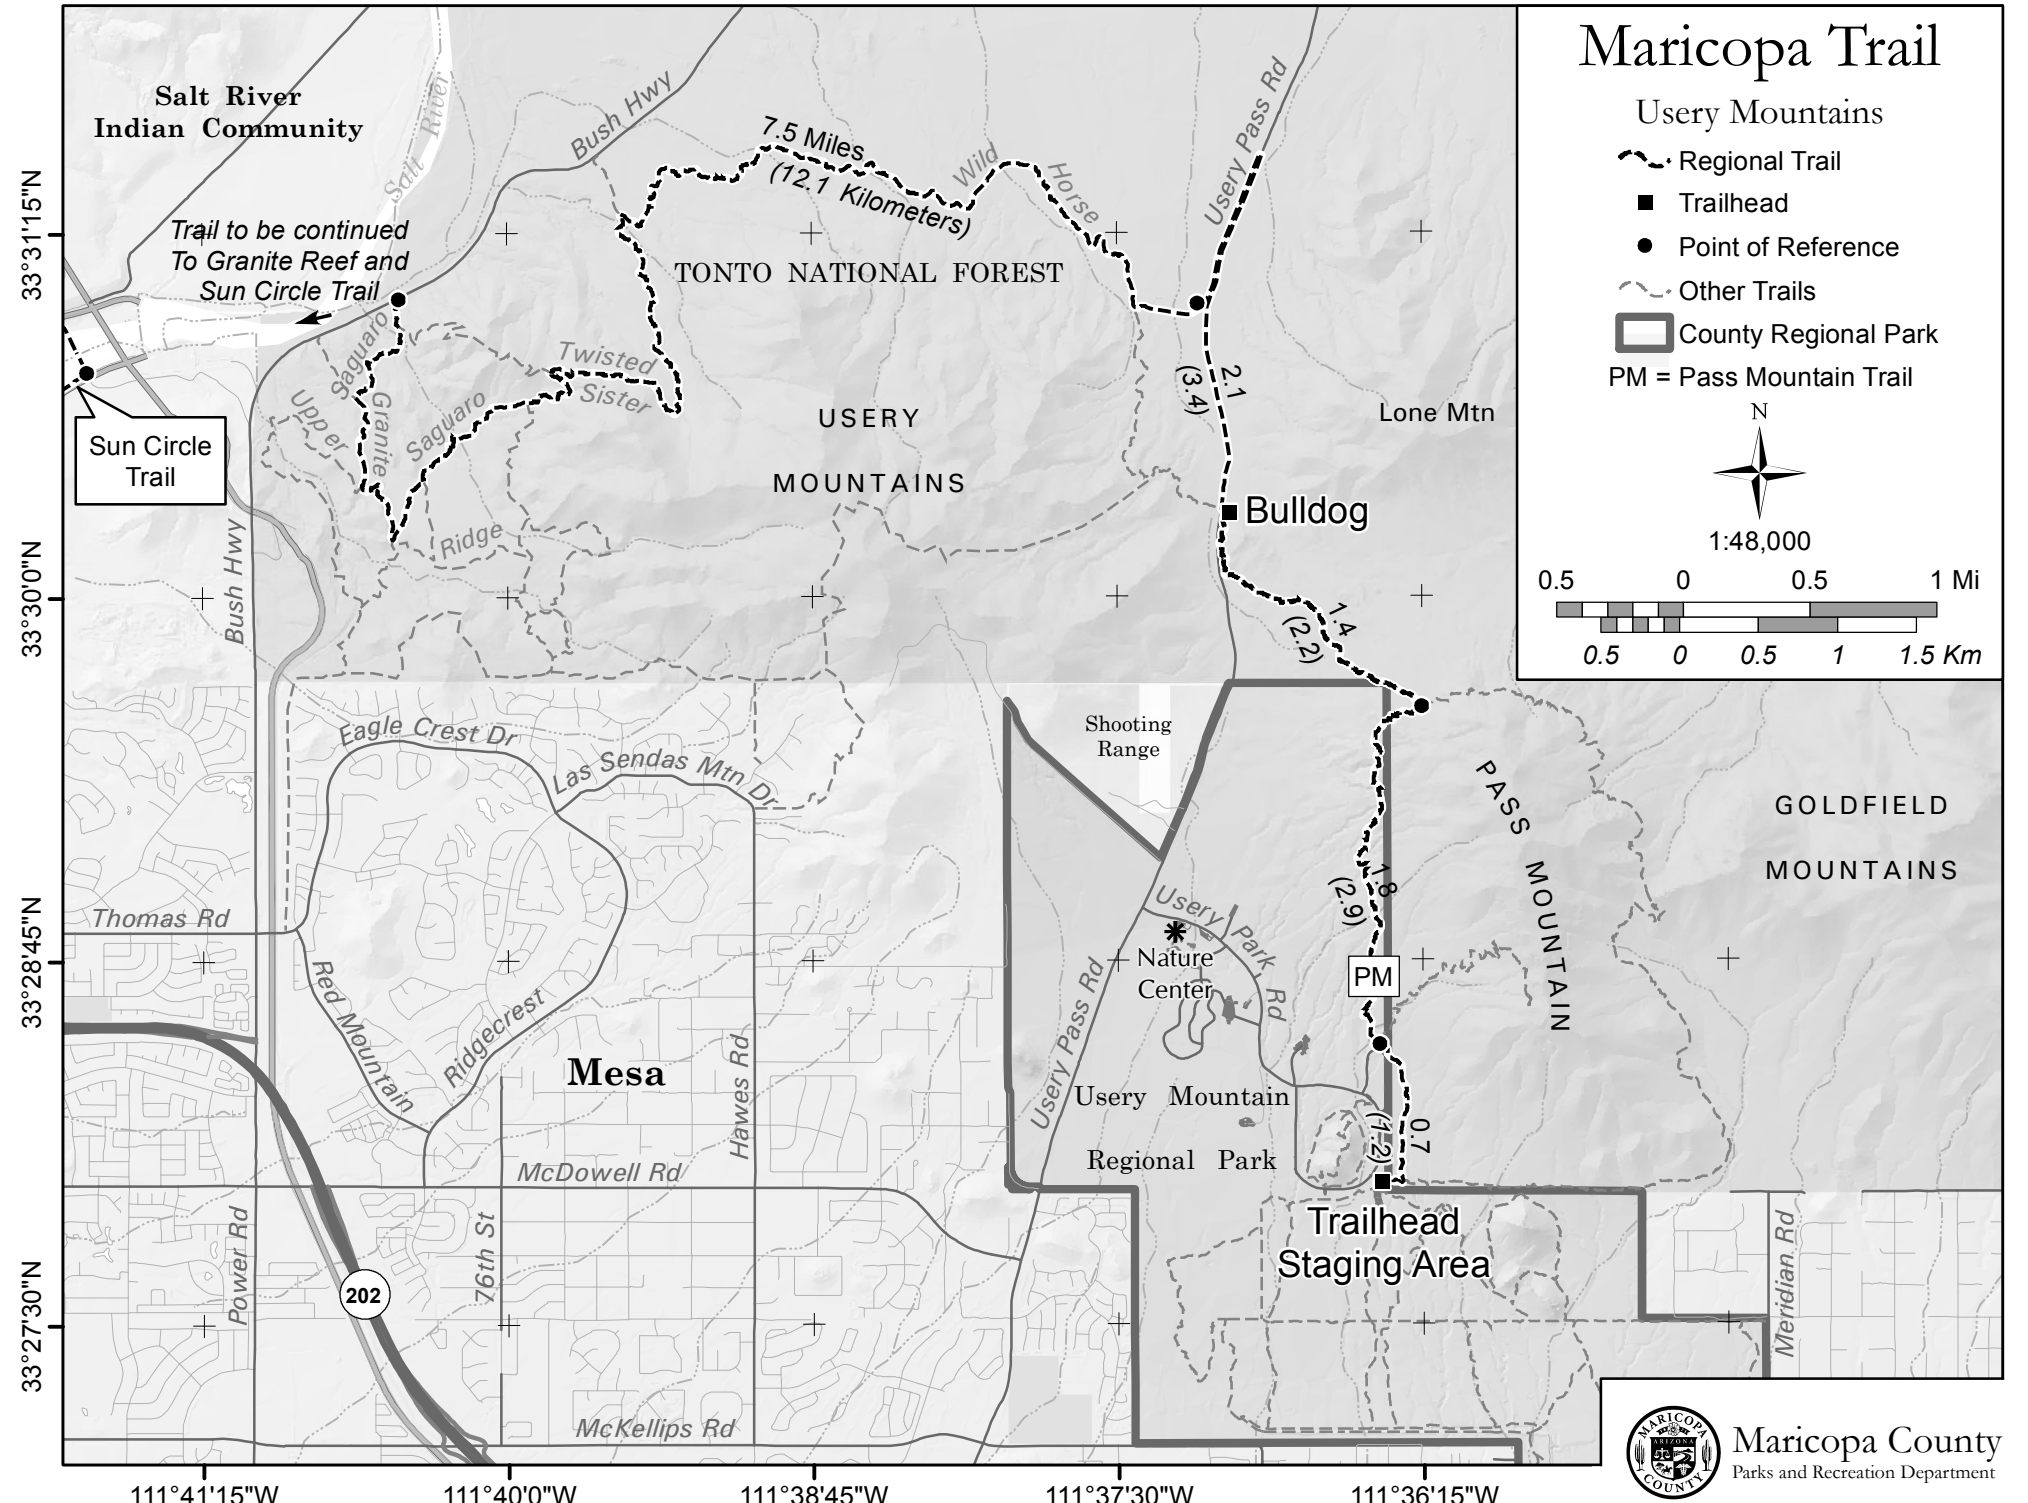 Maricopa Trail
Usery Mountains
Regional Trail
Trailhead
Point of Reference
Other Trails
County Regional Park
PM = Pass Mountain Trail
N
1:48,000
0.5 0 0.5 1 Mi
0.5 0 0.5 1 1.5 Km
Salt River
Indian Community
Salt River
Bush Hwy
7.5 Miles
(12.1 Kilometers)
Wild Horse
Usery Pass Rd
Trail to be continued
To Granite Reef and
Sun Circle Trail
TONTO NATIONAL FOREST
Saguaro
Upper
Granite
Saguaro
Twisted
Sister
Ridge
Sun Circle
Trail
USERY
MOUNTAINS
2.1
(3.4)
Lone Mtn
Bulldog
Bush Hwy
1.4
(2.2)
Shooting
Range
Eagle Crest Dr
Las Sendas Mtn Dr
PASS MOUNTAIN
GOLDFIELD
MOUNTAINS
1.8
(2.9)
Thomas Rd
Usery Park Rd
Nature
Center
PM
Red Mountain
Ridgecrest
Mesa
Hawes Rd
Usery Pass Rd
Usery Mountain
Regional Park
0.7
(1.2)
McDowell Rd
Trailhead
Staging Area
Power Rd
202
76th St
Meridian Rd
McKellips Rd
MARICOPA
ARIZONA
COUNTY
Maricopa County
Parks and Recreation Department
33°31'15"N
33°30'0"N
33°28'45"N
33°27'30"N
111°41'15"W 111°40'0"W 111°38'45"W 111°37'30"W 111°36'15"W